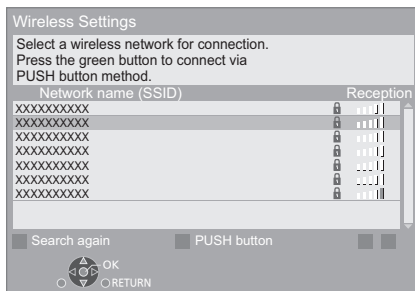 Wireless Settings
Select a wireless network for connection.
Press the green button to connect via
PUSH button method.
Network name (SSID) Reception
XXXXXXXXXX
XXXXXXXXXX
XXXXXXXXXX
XXXXXXXXXX
XXXXXXXXXX
XXXXXXXXXX
XXXXXXXXXX
Search again PUSH button
OK
RETURN